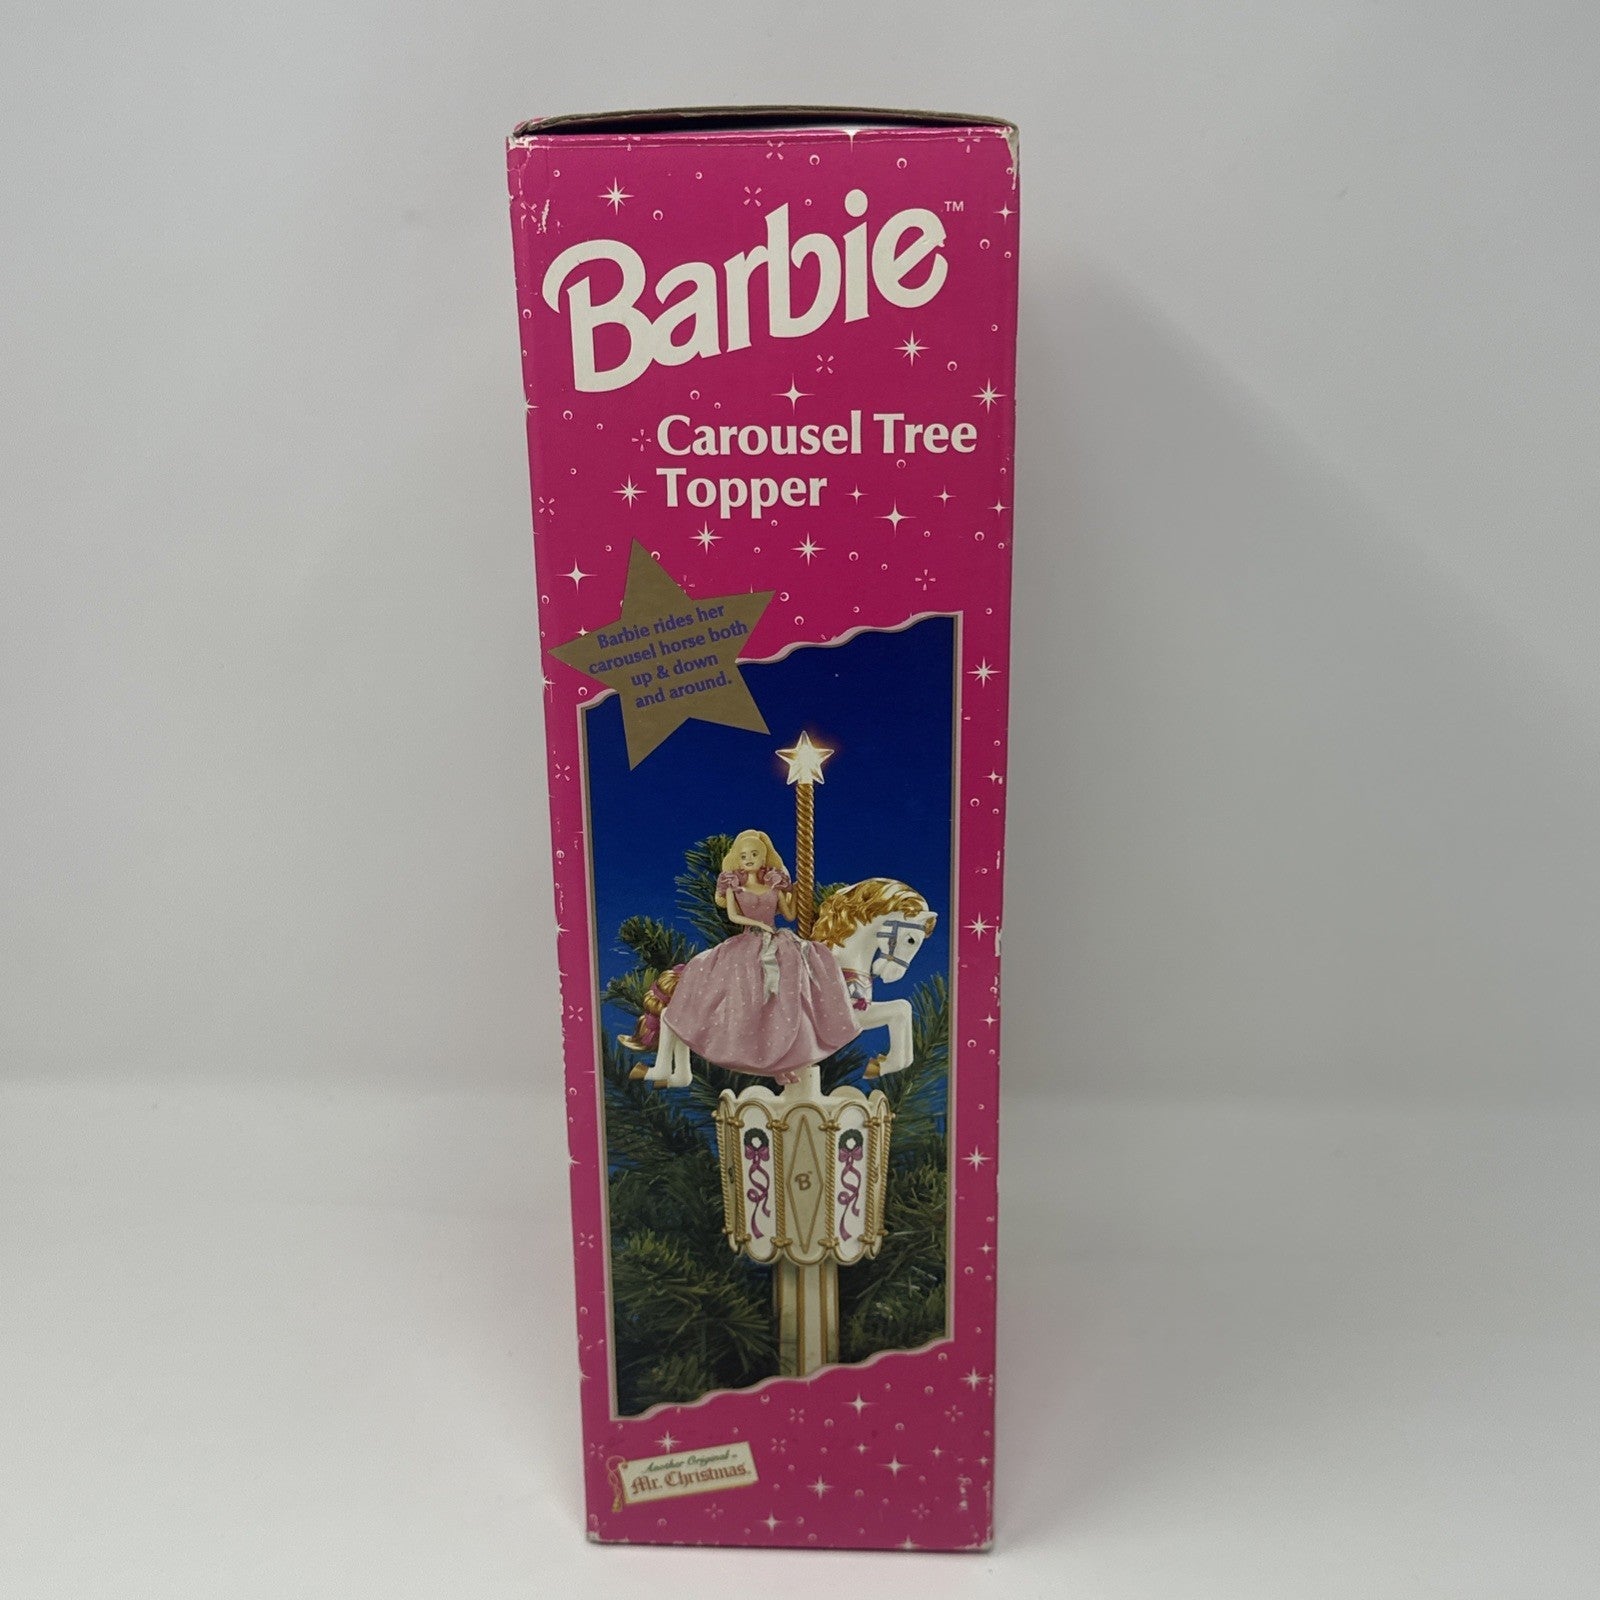 Barbie™
Carousel Tree
Topper
Barbie rides her
carousel horse both
up & down
and around.
B
Another Original
Mr. Christmas